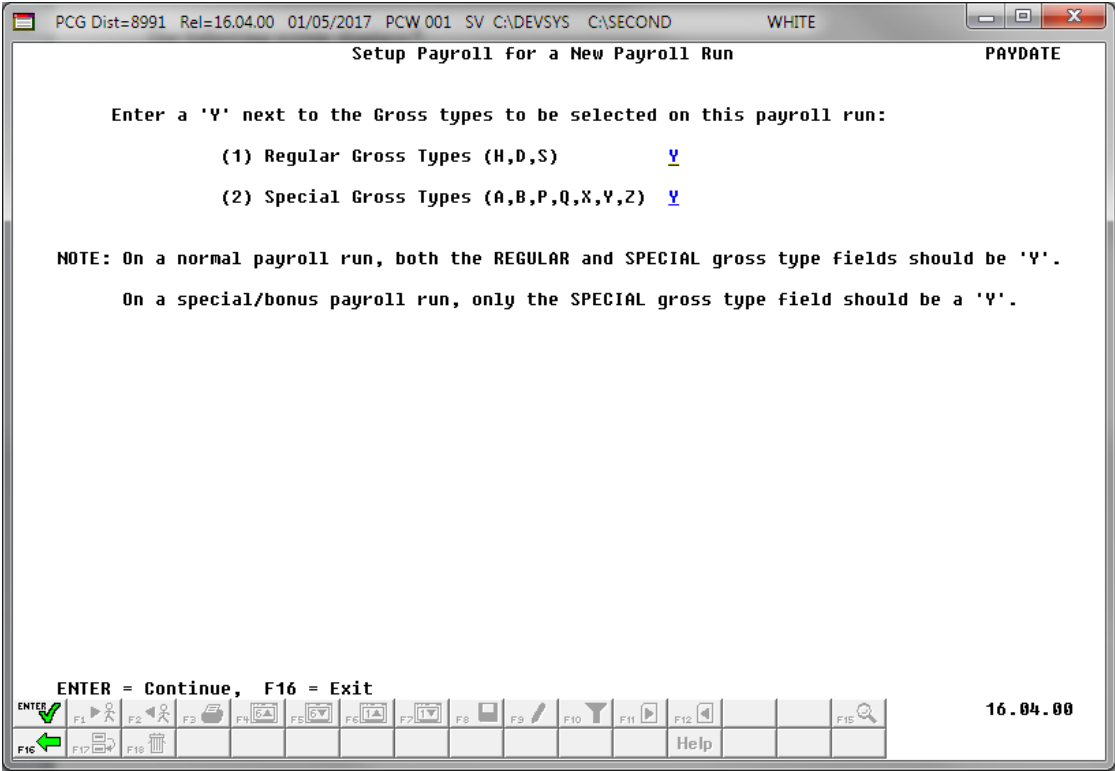 PCG Dist=8991 Rel=16.04.00 01/05/2017 PCW 001 SV C:\DEVSYS C:\SECOND WHITE
Setup Payroll for a New Payroll Run PAYDATE
Enter a 'Y' next to the Gross types to be selected on this payroll run:
(1) Regular Gross Types (H,D,S) Y
(2) Special Gross Types (A,B,P,Q,X,Y,Z) Y
NOTE: On a normal payroll run, both the REGULAR and SPECIAL gross type fields should be 'Y'.
On a special/bonus payroll run, only the SPECIAL gross type field should be a 'Y'.
ENTER = Continue, F16 = Exit
ENTER F1 F2 F3 F4 6 F5 6 F6 1 F7 1 F8 F9 F10 F11 F12 F15 16.04.00
F16 F17 F18 Help